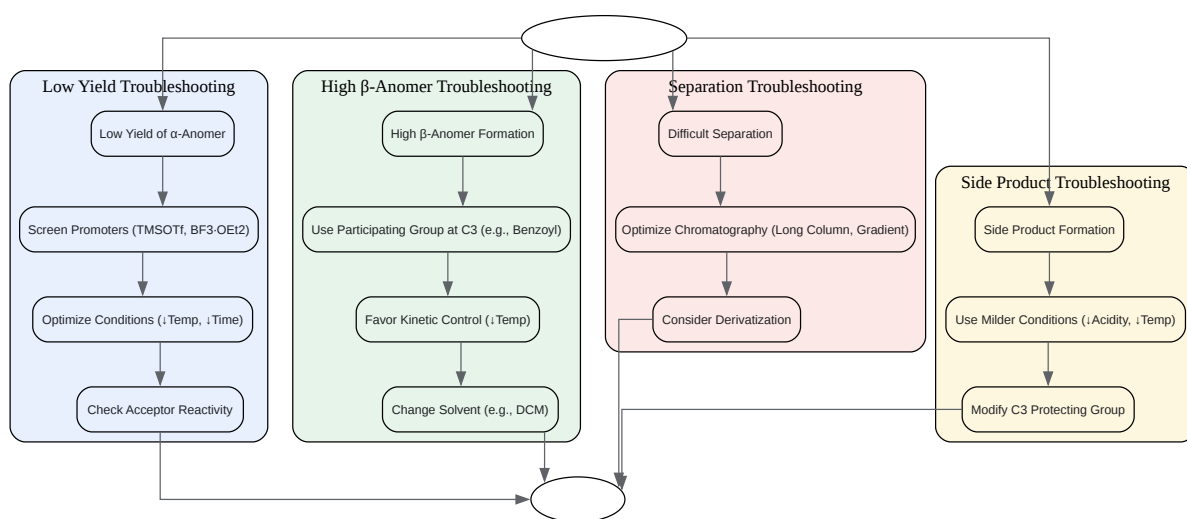 Low Yield Troubleshooting
Low Yield of α-Anomer
Screen Promoters (TMSOTf, BF3·OEt2)
Optimize Conditions (↓Temp, ↓Time)
Check Acceptor Reactivity
High β-Anomer Troubleshooting
High β-Anomer Formation
Use Participating Group at C3 (e.g., Benzoyl)
Favor Kinetic Control (↓Temp)
Change Solvent (e.g., DCM)
Separation Troubleshooting
Difficult Separation
Optimize Chromatography (Long Column, Gradient)
Consider Derivatization
Side Product Troubleshooting
Side Product Formation
Use Milder Conditions (↓Acidity, ↓Temp)
Modify C3 Protecting Group